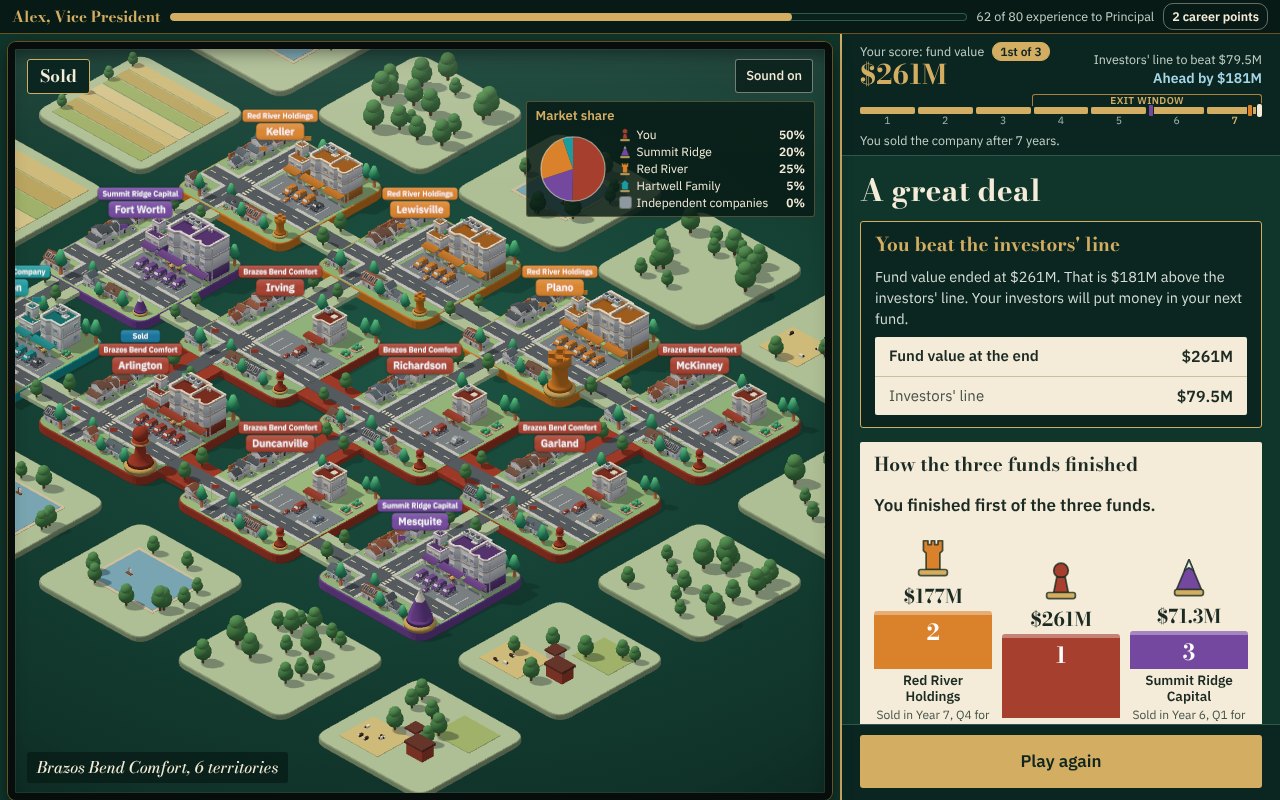 Alex, Vice President
62 of 80 experience to Principal
2 career points
Sold
Sound on
Market share
You 50%
Summit Ridge 20%
Red River 25%
Hartwell Family 5%
Independent companies 0%
Red River Holdings
Keller
Summit Ridge Capital
Fort Worth
Red River Holdings
Lewisville
Company
Brazos Bend Comfort
Irving
Red River Holdings
Plano
Sold
Brazos Bend Comfort
Arlington
Brazos Bend Comfort
Richardson
Brazos Bend Comfort
McKinney
Brazos Bend Comfort
Duncanville
Brazos Bend Comfort
Garland
Summit Ridge Capital
Mesquite
Brazos Bend Comfort, 6 territories
Your score: fund value
1st of 3
$261M
Investors' line to beat $79.5M
Ahead by $181M
EXIT WINDOW
1 2 3 4 5 6 7
You sold the company after 7 years.
A great deal
You beat the investors' line
Fund value ended at $261M. That is $181M above the
investors' line. Your investors will put money in your next
fund.
Fund value at the end $261M
Investors' line $79.5M
How the three funds finished
You finished first of the three funds.
$177M
2
Red River
Holdings
Sold in Year 7, Q4 for
$261M
1
$71.3M
3
Summit Ridge
Capital
Sold in Year 6, Q1 for
Play again